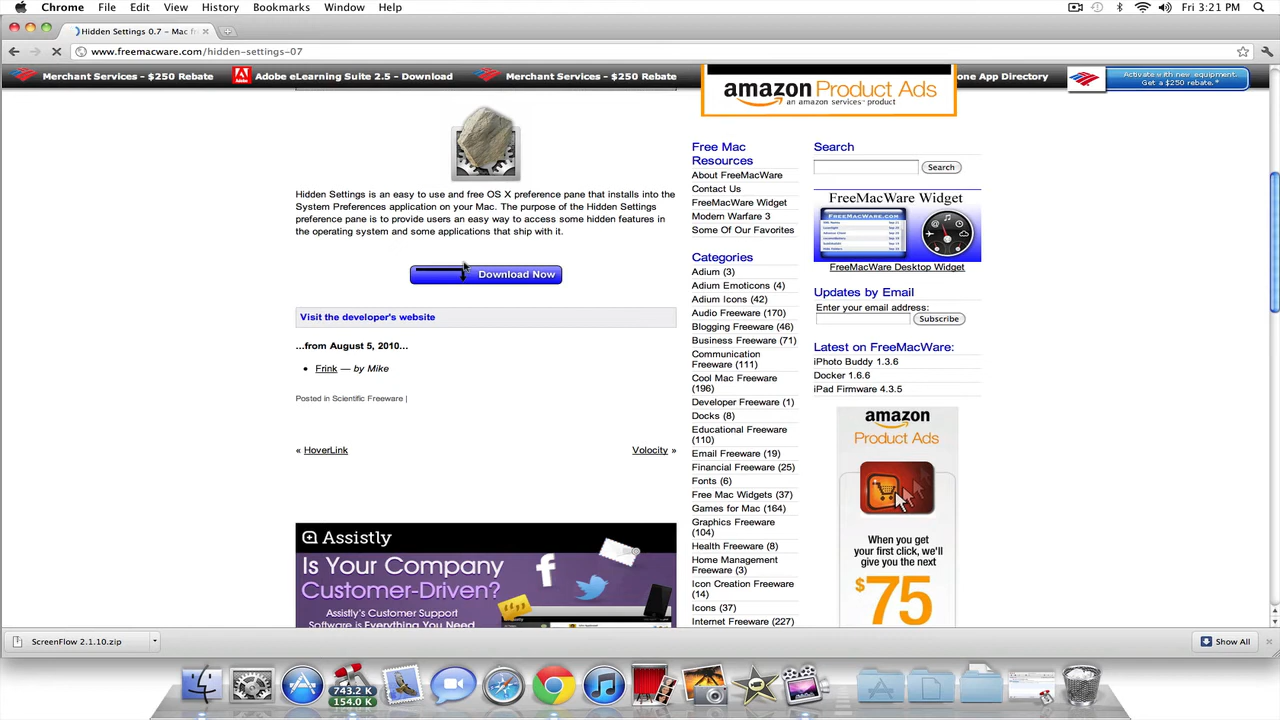 Chrome File Edit View History Bookmarks Window Help Fri 3:21 PM
Hidden Settings 0.7 - Mac fr
www.freemacware.com/hidden-settings-07
Merchant Services - $250 Rebate Adobe eLearning Suite 2.5 - Download Merchant Services - $250 Rebate one App Directory
Activate with new equipment.
Get a $250 rebate.*
amazon Product Ads
an amazon services product
Hidden Settings is an easy to use and free OS X preference pane that installs into the
System Preferences application on your Mac. The purpose of the Hidden Settings
preference pane is to provide users an easy way to access some hidden features in
the operating system and some applications that ship with it.
Download Now
Visit the developer's website
...from August 5, 2010...
Frink — by Mike
Posted in Scientific Freeware |
« HoverLink
Volocity »
Assistly
Is Your Company
Customer-Driven?
Assistly's Customer Support
Software is Everything You Need
Free Mac
Resources
About FreeMacWare
Contact Us
FreeMacWare Widget
Modern Warfare 3
Some Of Our Favorites
Categories
Adium (3)
Adium Emoticons (4)
Adium Icons (42)
Audio Freeware (170)
Blogging Freeware (46)
Business Freeware (71)
Communication
Freeware (111)
Cool Mac Freeware
(196)
Developer Freeware (1)
Docks (8)
Educational Freeware
(110)
Email Freeware (19)
Financial Freeware (25)
Fonts (6)
Free Mac Widgets (37)
Games for Mac (164)
Graphics Freeware
(104)
Health Freeware (8)
Home Management
Freeware (3)
Icon Creation Freeware
(14)
Icons (37)
Internet Freeware (227)
Search
Search
FreeMacWare Widget
FREEMACWARE.COM
FreeMacWare Desktop Widget
Updates by Email
Enter your email address:
Subscribe
Latest on FreeMacWare:
iPhoto Buddy 1.3.6
Docker 1.6.6
iPad Firmware 4.3.5
amazon
Product Ads
When you get
your first click, we'll
give you the next
$75
ScreenFlow 2.1.10.zip
Show All
743.2 K
154.0 K